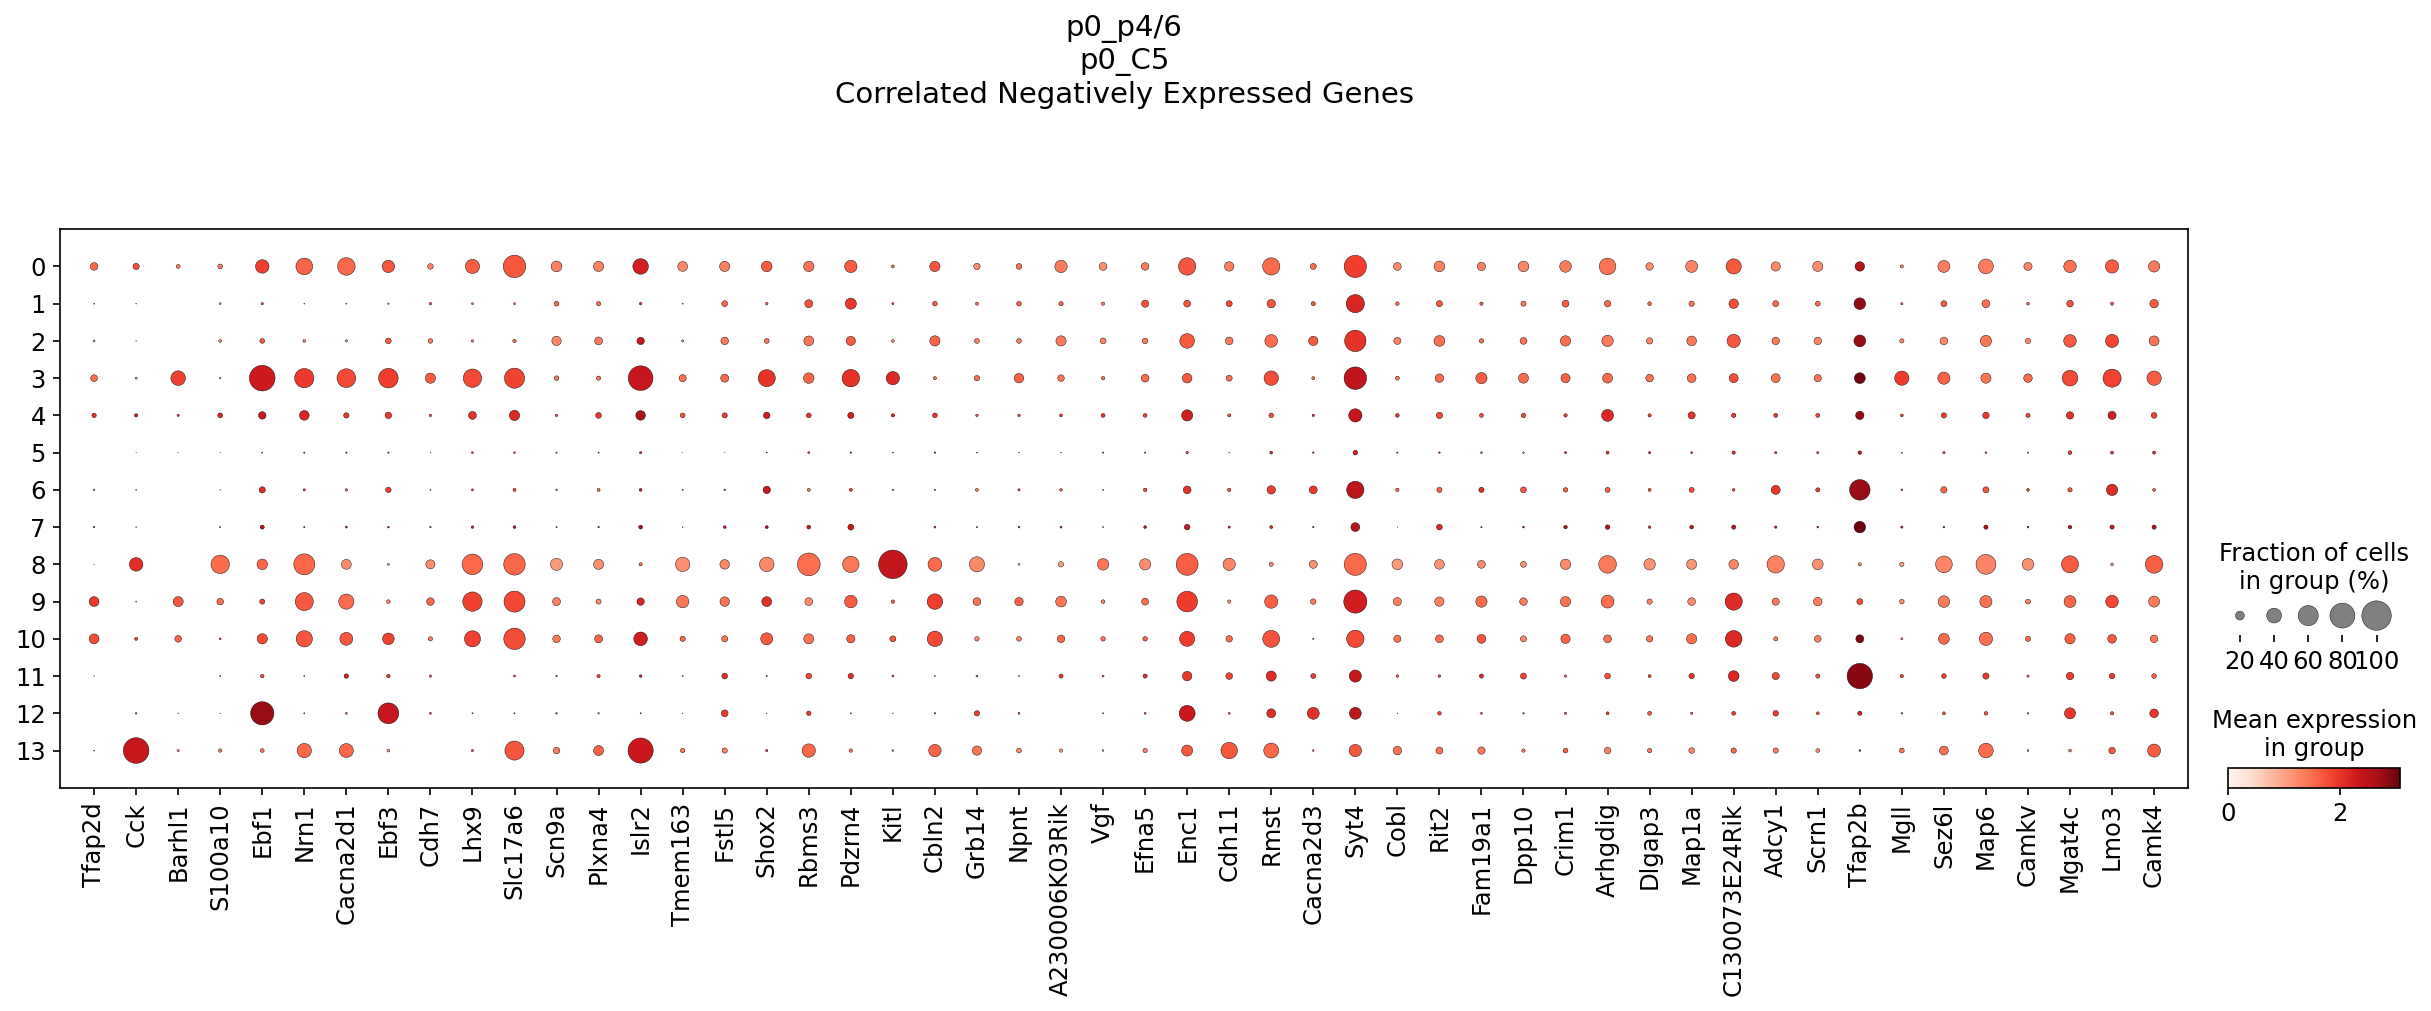 p0_p4/6
p0_C5
Correlated Negatively Expressed Genes
0
1
2
3
4
5
6
7
8
9
10
11
12
13
Tfap2d
Cck
Barhl1
S100a10
Ebf1
Nrn1
Cacna2d1
Ebf3
Cdh7
Lhx9
Slc17a6
Scn9a
Plxna4
Islr2
Tmem163
Fstl5
Shox2
Rbms3
Pdzrn4
Kitl
Cbln2
Grb14
Npnt
A230006K03Rik
Vgf
Efna5
Enc1
Cdh11
Rmst
Cacna2d3
Syt4
Cobl
Rit2
Fam19a1
Dpp10
Crim1
Arhgdig
Dlgap3
Map1a
C130073E24Rik
Adcy1
Scrn1
Tfap2b
Mgll
Sez6l
Map6
Camkv
Mgat4c
Lmo3
Camk4
Fraction of cells
in group (%)
20 40 60 80 100
Mean expression
in group
0 2